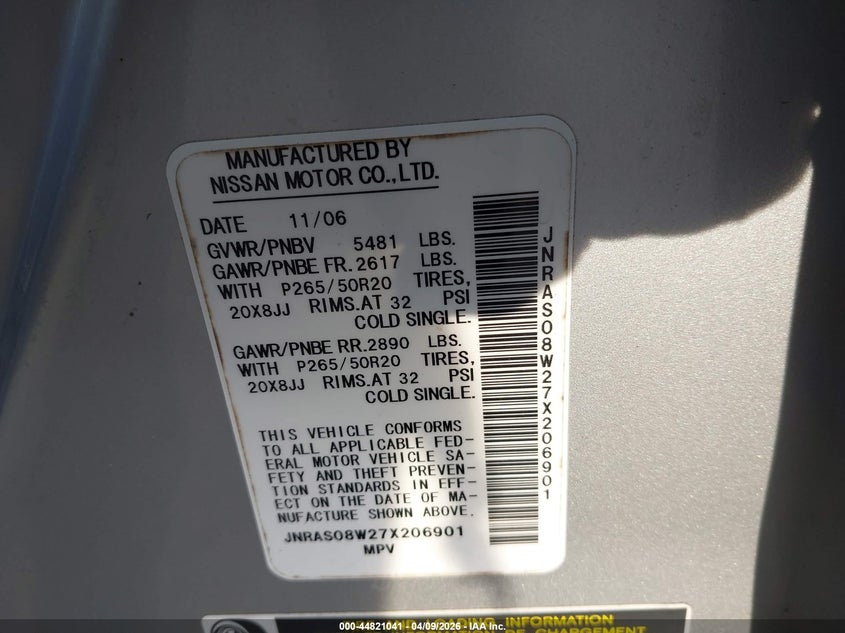 MANUFACTURED BY
NISSAN MOTOR CO.,LTD.
DATE 11/06
GVWR/PNBV 5481 LBS.
GAWR/PNBE FR.2617 LBS.
WITH P265/50R20 TIRES,
20X8JJ RIMS.AT 32 PSI
COLD SINGLE.
GAWR/PNBE RR.2890 LBS.
WITH P265/50R20 TIRES,
20X8JJ RIMS.AT 32 PSI
COLD SINGLE.
THIS VEHICLE CONFORMS
TO ALL APPLICABLE FED-
ERAL MOTOR VEHICLE SA-
FETY AND THEFT PREVEN-
TION STANDARDS IN EFF-
ECT ON THE DATE OF MA-
NUFACTURE SHOWN ABOVE.
JNRAS08W27X206901
MPV
JNRAS08W27X206901
LOADING INFORMATION
DE CHARGEMENT
000-44821041 - 04/09/2026 - IAA Inc.